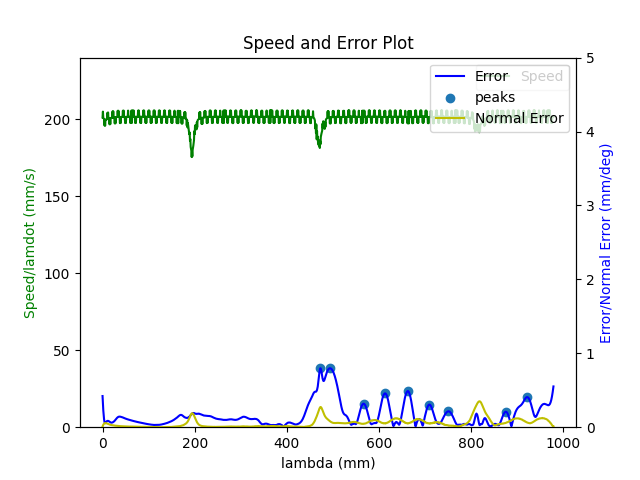 Speed and Error Plot
Error
Speed
peaks
Normal Error
Speed/lamdot (mm/s)
200
150
100
50
0
5
4
3
2
1
0
Error/Normal Error (mm/deg)
0 200 400 600 800 1000
lambda (mm)